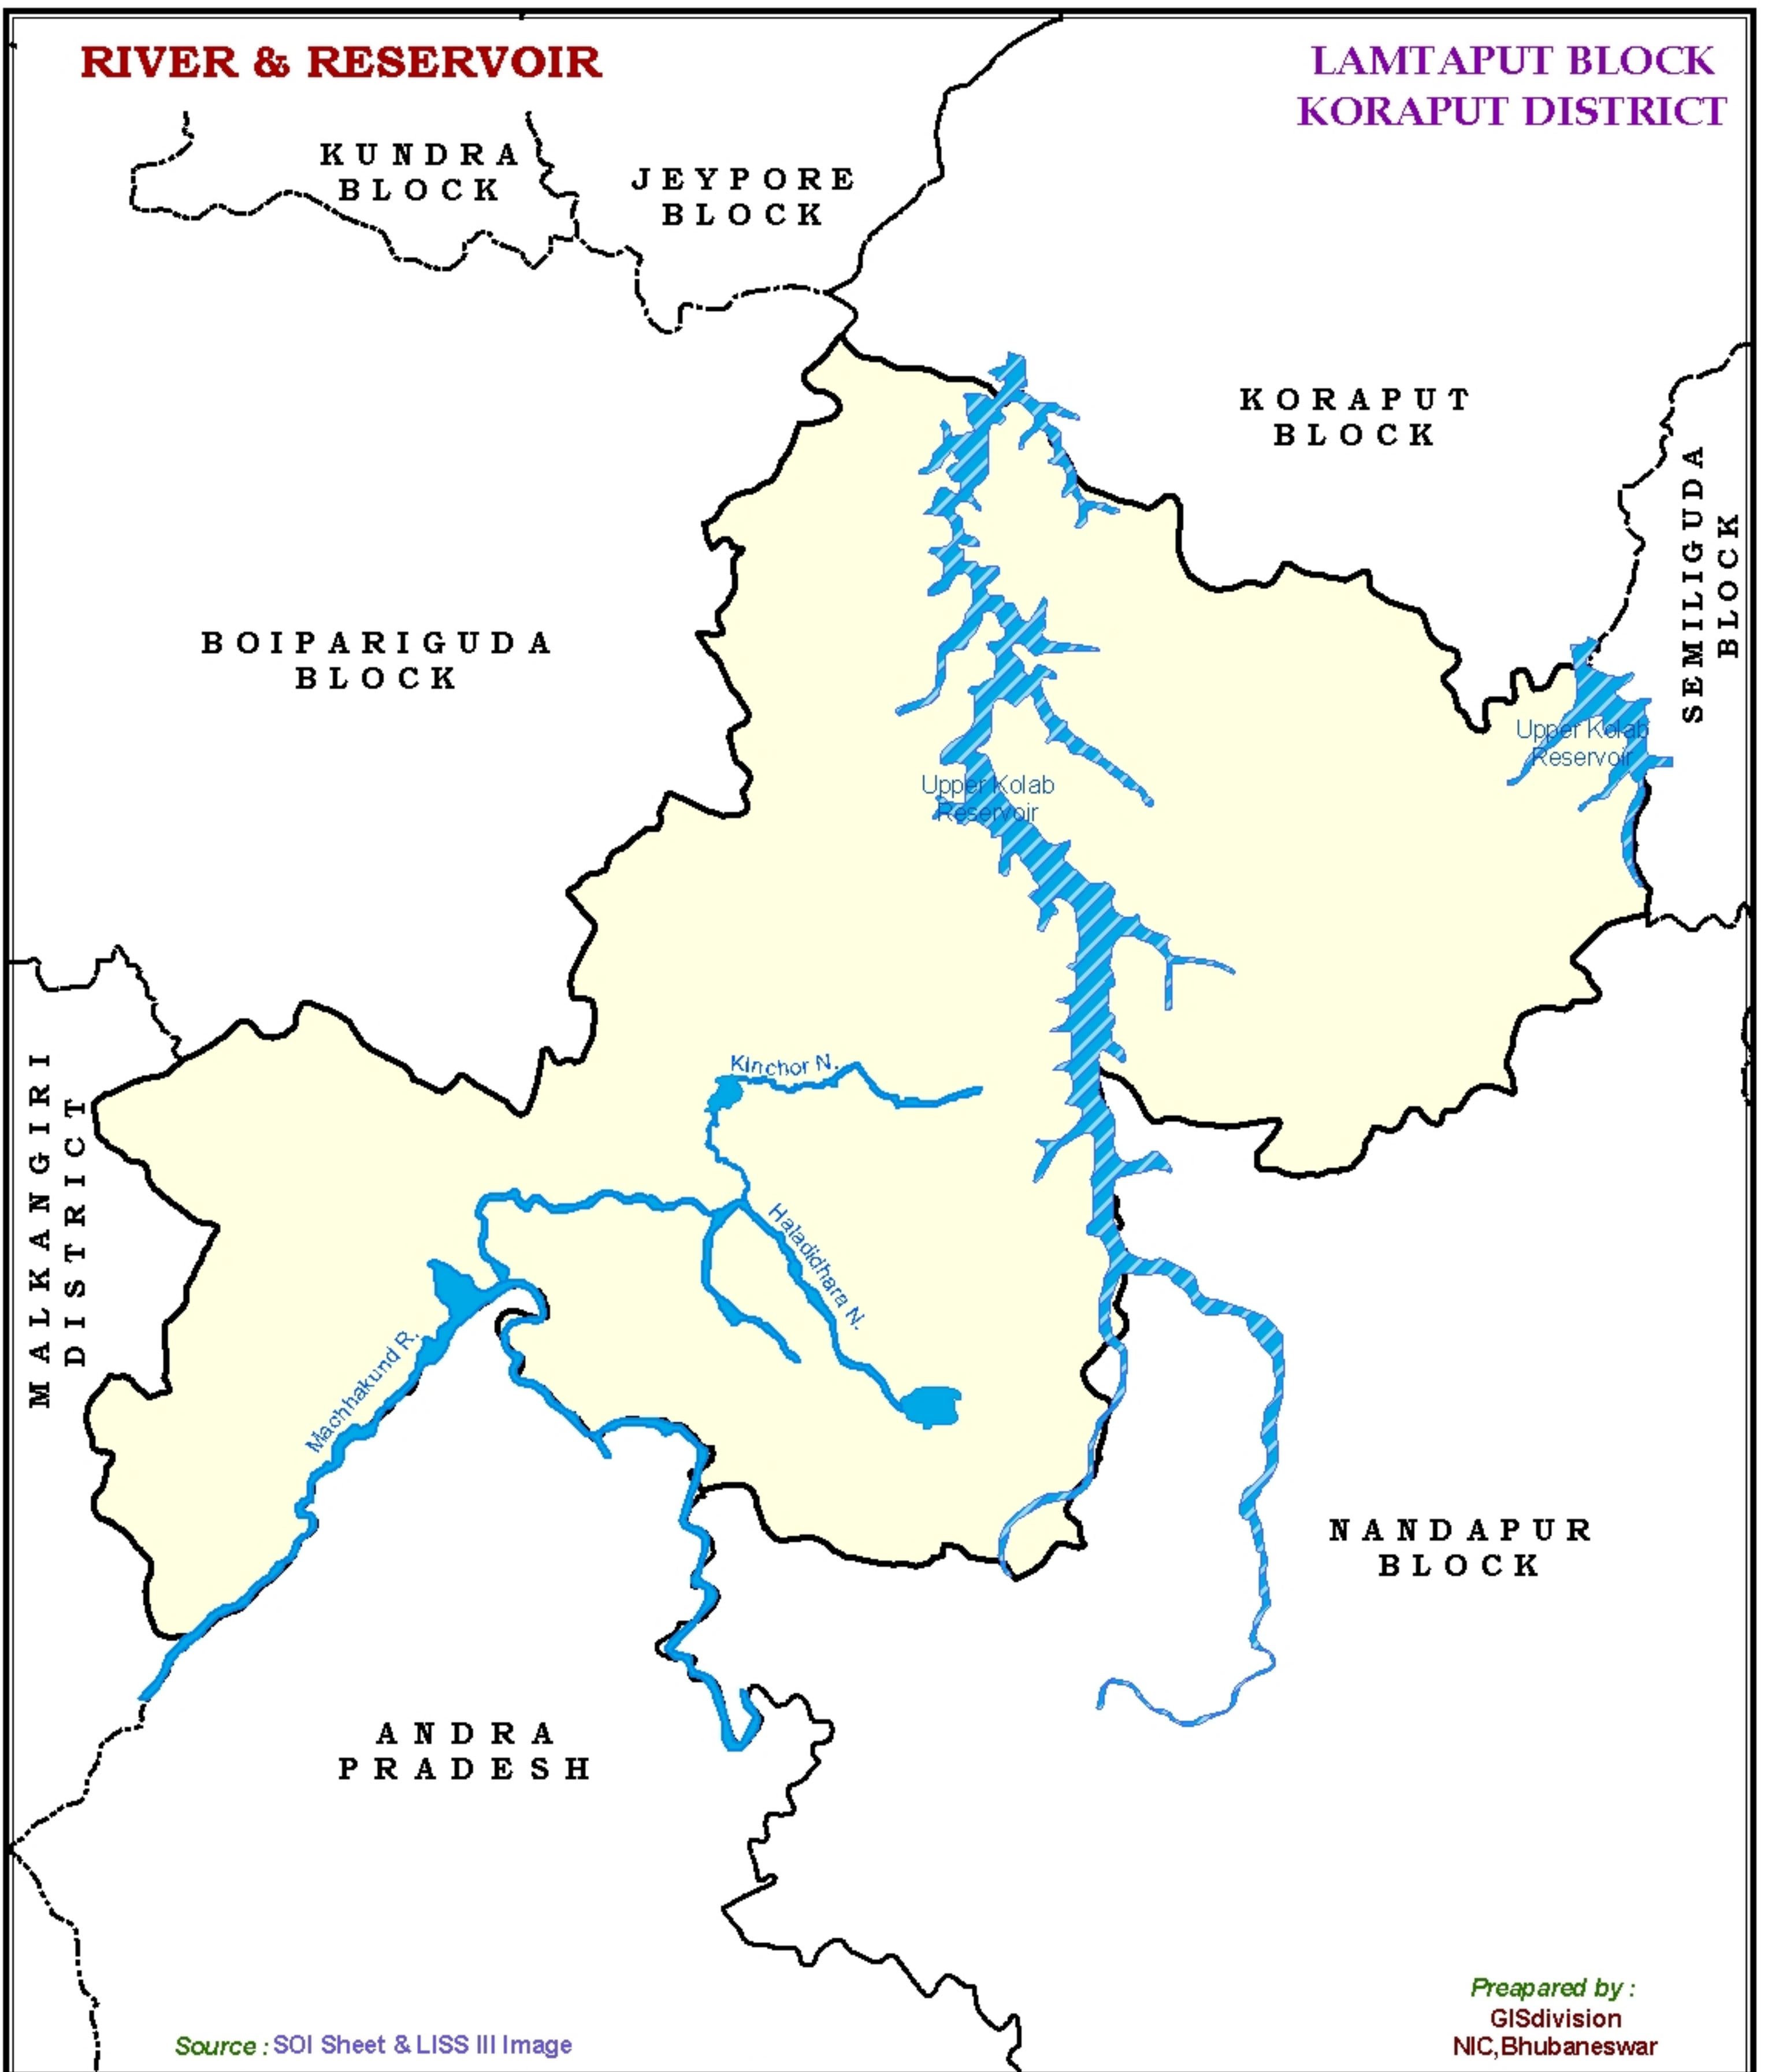 RIVER & RESERVOIR
LAMTAPUT BLOCK
KORAPUT DISTRICT
KUNDRA
BLOCK
JEYPORE
BLOCK
KORAPUT
BLOCK
SEMILIGUDA
BLOCK
BOIPARIGUDA
BLOCK
Upper Kolab
Reservoir
Upper Kolab
Reservoir
MALKANGIRI
DISTRICT
Kinchor N.
Haladidhara N.
Machhakund R.
NANDAPUR
BLOCK
ANDRA
PRADESH
Source : SOI Sheet & LISS III Image
Preapared by :
GISdivision
NIC,Bhubaneswar